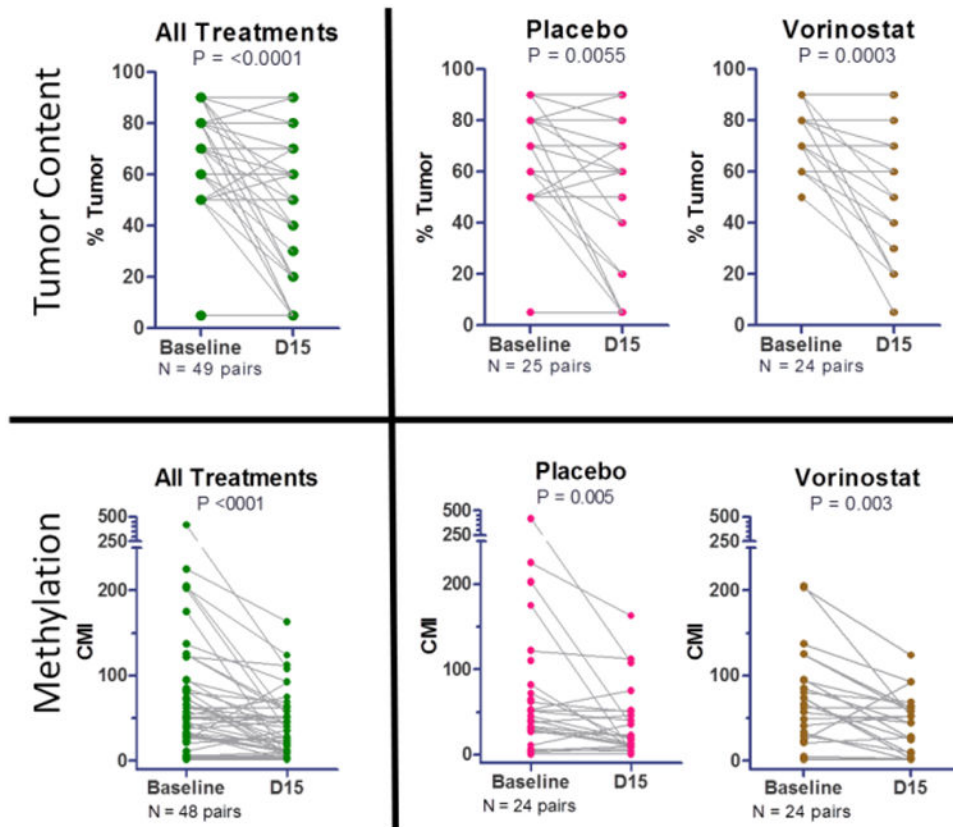 Tumor Content
All Treatments
P = <0.0001
% Tumor
100
80
60
40
20
0
Baseline D15
N = 49 pairs
Placebo
P = 0.0055
% Tumor
100
80
60
40
20
0
Baseline D15
N = 25 pairs
Vorinostat
P = 0.0003
% Tumor
100
80
60
40
20
0
Baseline D15
N = 24 pairs
Methylation
All Treatments
P <0001
CMI
500
250
200
100
0
Baseline D15
N = 48 pairs
Placebo
P = 0.005
CMI
500
250
200
100
0
Baseline D15
N = 24 pairs
Vorinostat
P = 0.003
CMI
500
250
200
100
0
Baseline D15
N = 24 pairs